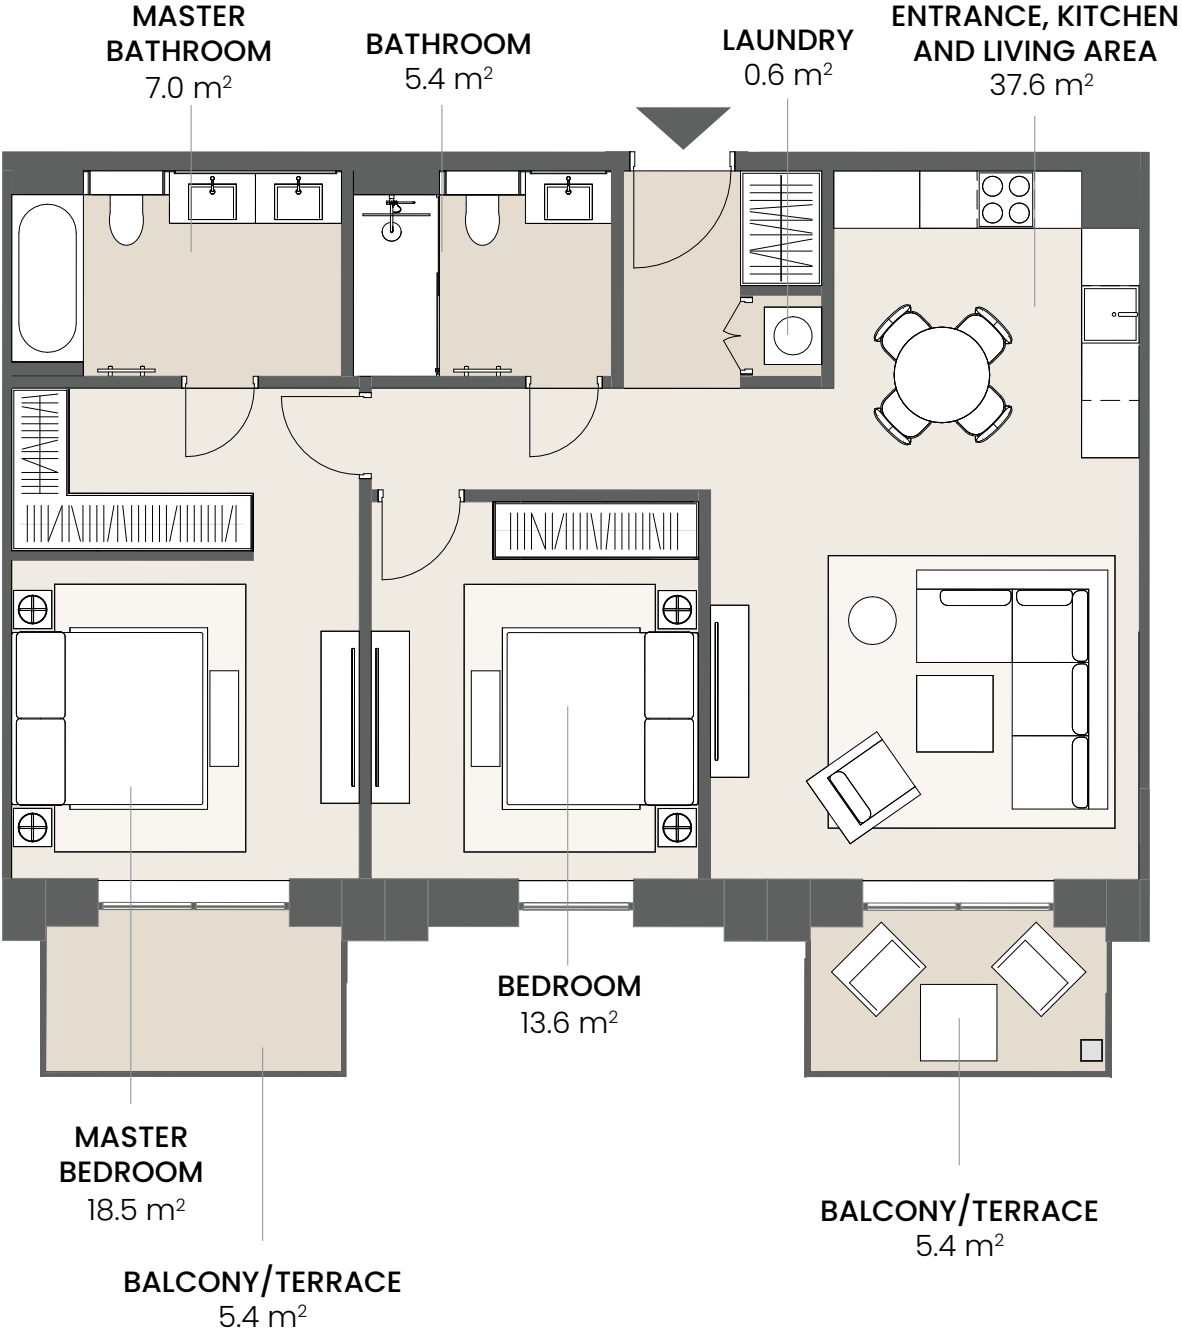 MASTER
BATHROOM
7.0 m²
BATHROOM
5.4 m²
LAUNDRY
0.6 m²
ENTRANCE, KITCHEN
AND LIVING AREA
37.6 m²
BEDROOM
13.6 m²
MASTER
BEDROOM
18.5 m²
BALCONY/TERRACE
5.4 m²
BALCONY/TERRACE
5.4 m²